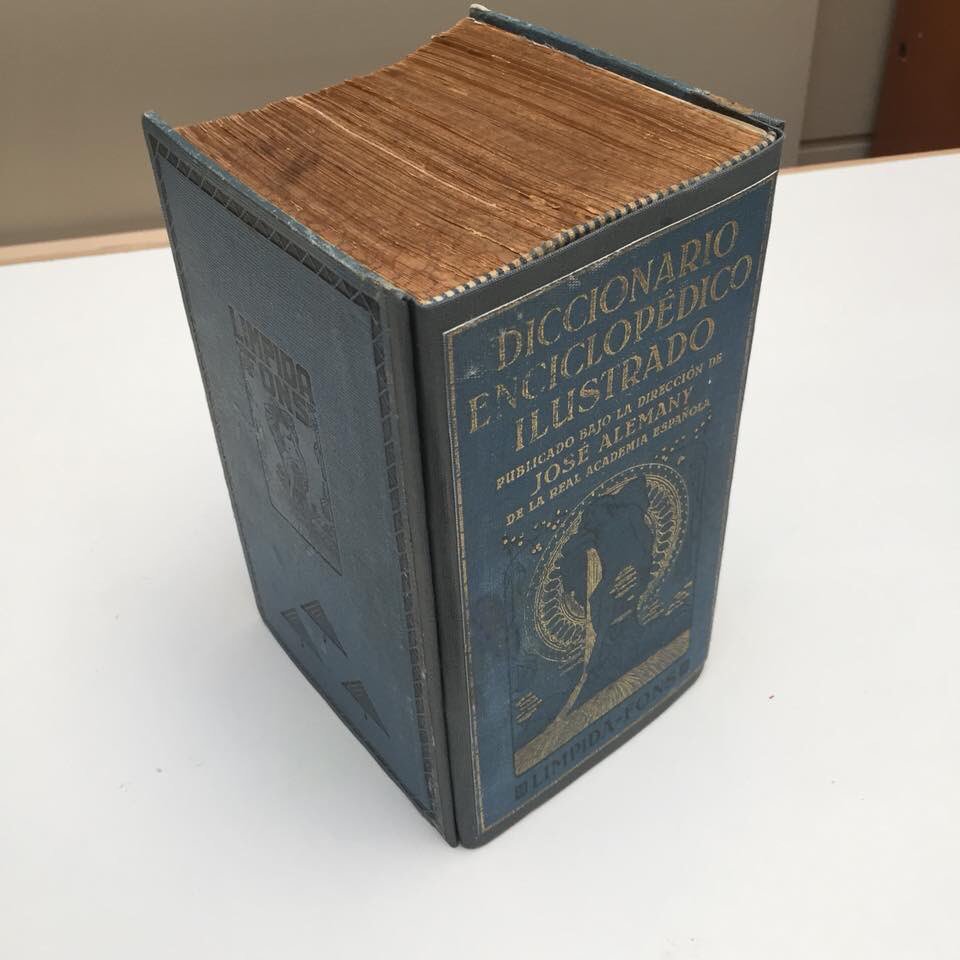 DICCIONARIO
ENCICLOPÉDICO
ILUSTRADO
PUBLICADO BAJO LA DIRECCIÓN DE
JOSÉ ALEMANY
DE LA REAL ACADEMIA ESPAÑOLA
LIMPIDA-FONS
LIMPIDA
FONS